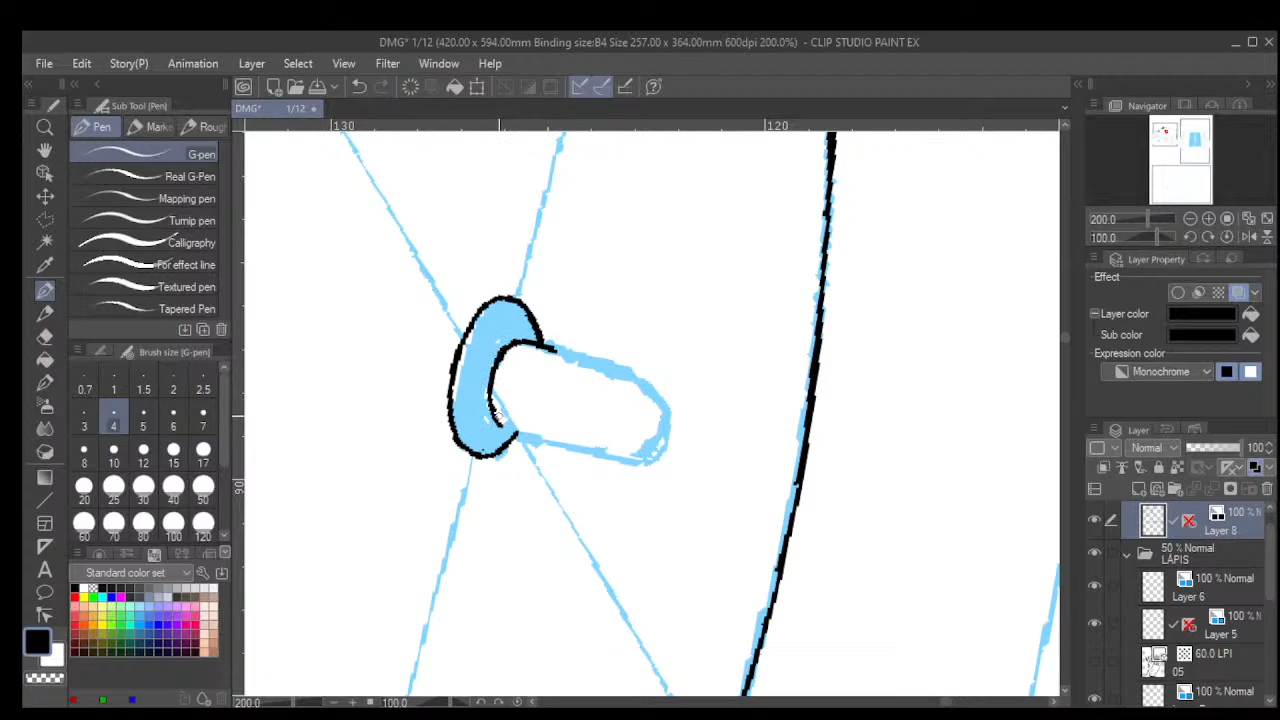 DMG* 1/12 (420.00 x 594.00mm Binding size:B4 Size 257.00 x 364.00mm 600dpi 200.0%) - CLIP STUDIO PAINT EX
File Edit Story(P) Animation Layer Select View Filter Window Help
Sub Tool [Pen]
DMG* 1/12
Navigator
Pen Marke Rough
130 120
G-pen
Real G-Pen
Mapping pen
Turnip pen
Calligraphy
For effect line
Textured pen
Tapered Pen
200.0
100.0
Layer Property
Effect
Layer color
Sub color
Expression color
Monochrome
Brush size [G-pen]
0.7 1 1.5 2 2.5
3 4 5 6 7
8 10 12 15 17
20 25 30 40 50
60 70 80 100 120
90
Layer
Normal 100
100 % N
Layer 8
50 % Normal
LÁPIS
100 % Normal
Layer 6
100 % N
Layer 5
60.0 LPI
05
100 % Normal
Standard color set
200.0 100.0